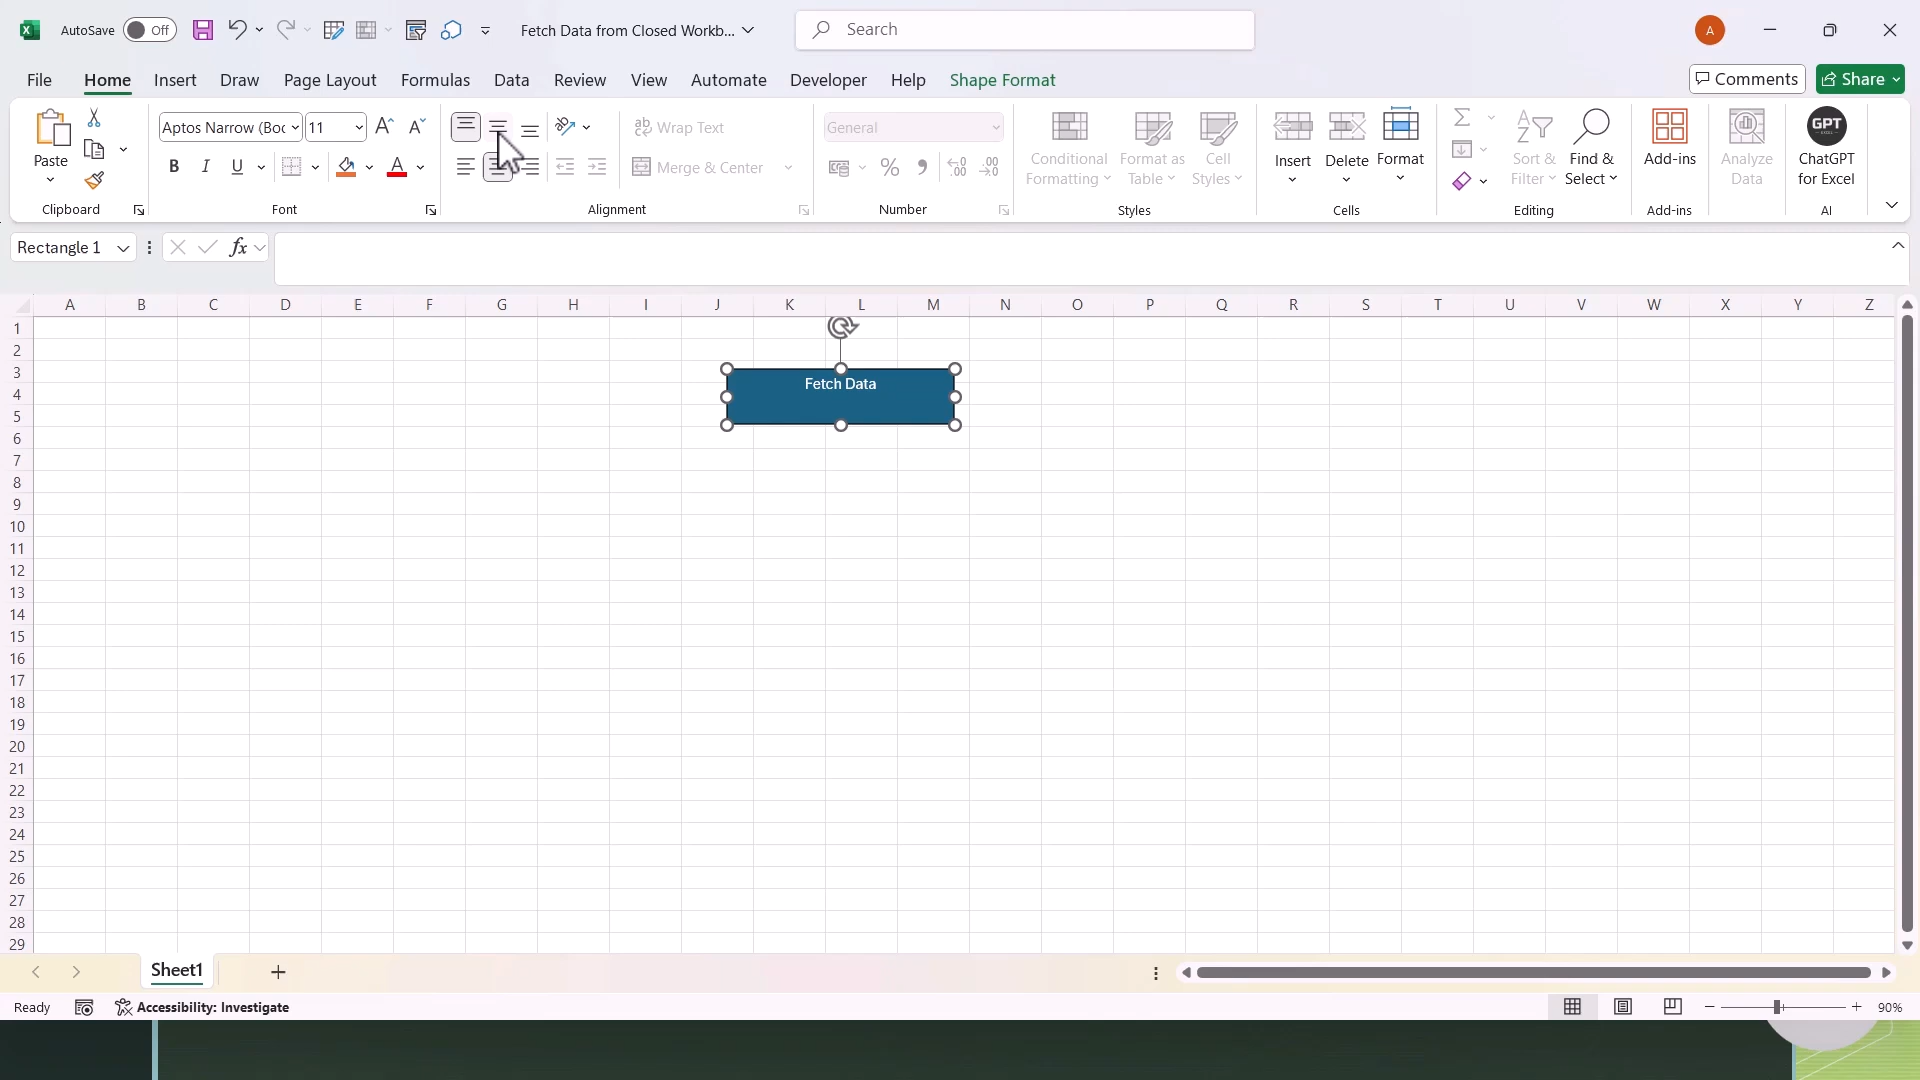 AutoSave Off Fetch Data from Closed Workb... Search A
File Home Insert Draw Page Layout Formulas Data Review View Automate Developer Help Shape Format Comments Share
Aptos Narrow (Boc 11 ab Wrap Text General
Paste B I U A Merge & Center % .00
Conditional Formatting Format as Table Cell Styles Insert Delete Format Sort & Filter Find & Select Add-ins Analyze Data GPT ChatGPT for Excel
Clipboard Font Alignment Number Styles Cells Editing Add-ins AI
Rectangle 1 fx
A B C D E F G H I J K L M N O P Q R S T U V W X Y Z
1
2
3
Fetch Data
4
5
6
7
8
9
10
11
12
13
14
15
16
17
18
19
20
21
22
23
24
25
26
27
28
29
Sheet1
Ready Accessibility: Investigate 90%